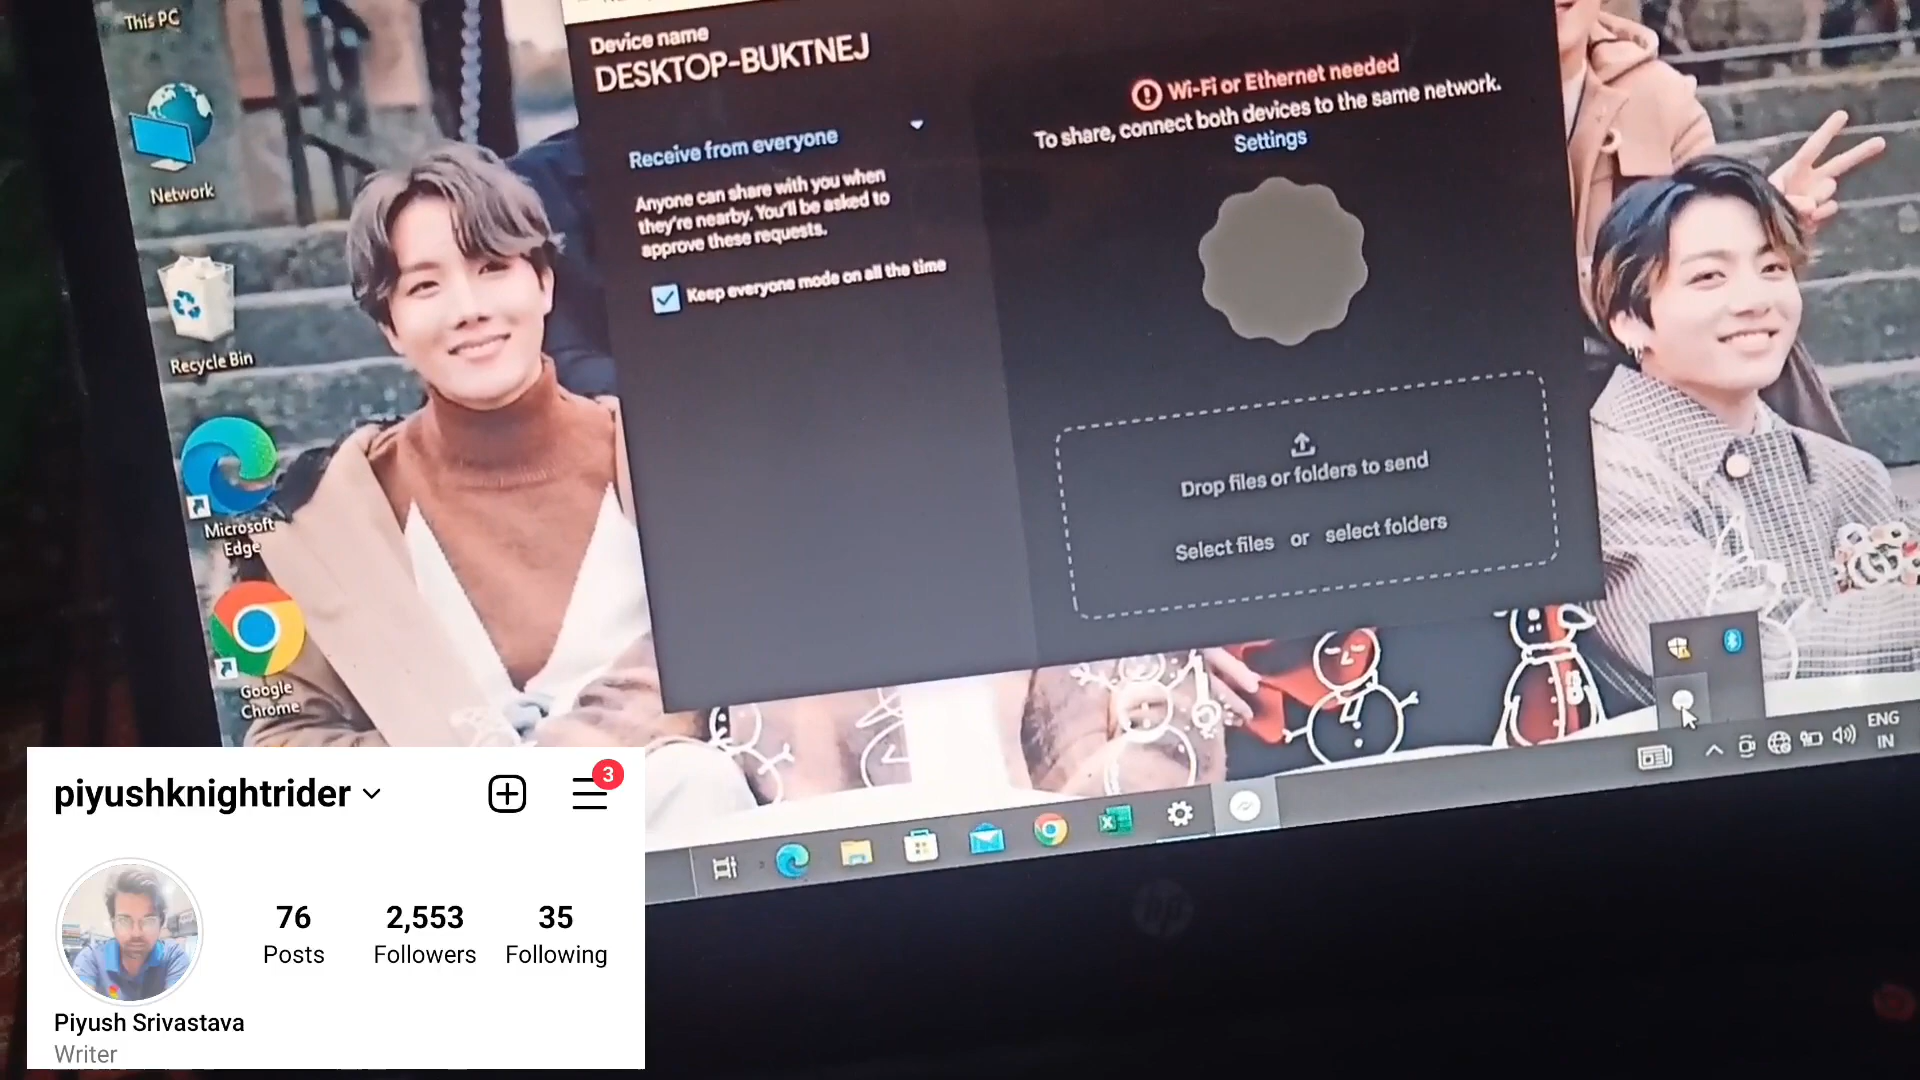 This PC
Network
Recycle Bin
Microsoft
Edge
Google
Chrome
Device name
DESKTOP-BUKTNEJ
Receive from everyone
Anyone can share with you when
they're nearby. You'll be asked to
approve these requests.
Keep everyone mode on all the time
Wi-Fi or Ethernet needed
To share, connect both devices to the same network.
Settings
Drop files or folders to send
Select files or select folders
ENG
IN
hp
piyushknightrider
3
76
Posts
2,553
Followers
35
Following
Piyush Srivastava
Writer